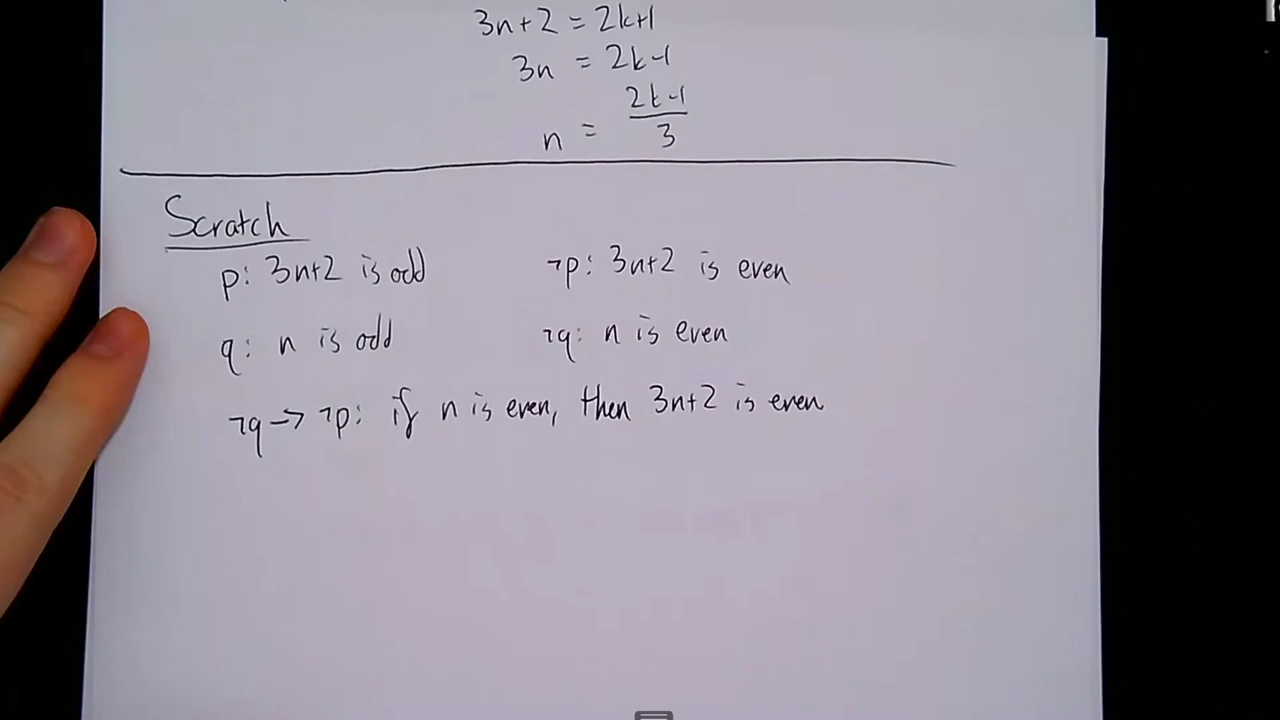 3n+2 = 2k+1
3n = 2k-1
n = 2k-1
3
Scratch
p: 3n+2 is odd
¬p: 3n+2 is even
q: n is odd
¬q: n is even
¬q → ¬p: if n is even, then 3n+2 is even